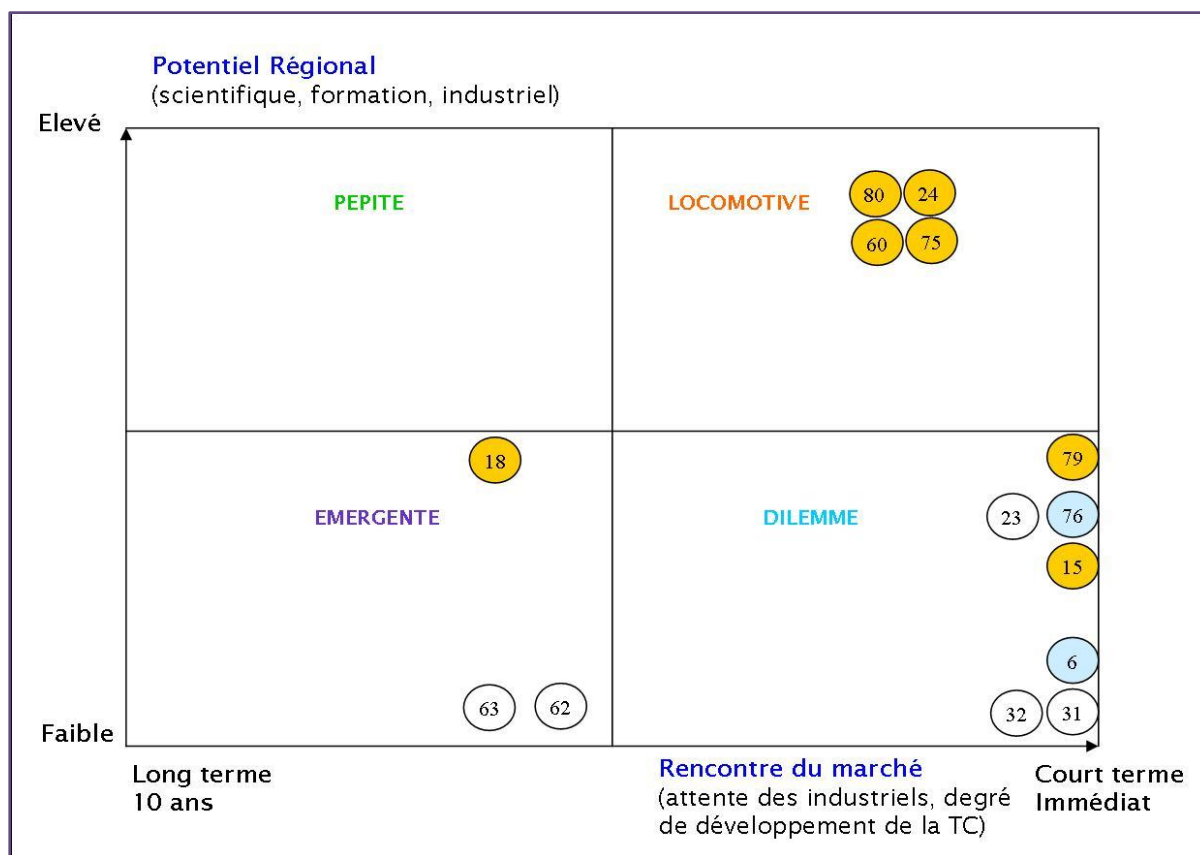 Potentiel Régional
(scientifique, formation, industriel)
Elevé
PEPITE
LOCOMOTIVE
80 24
60 75
18
79
EMERGENTE
DILEMME
23 76
15
6
63 62
32 31
Faible
Long terme
10 ans
Rencontre du marché
(attente des industriels, degré
de développement de la TC)
Court terme
Immédiat